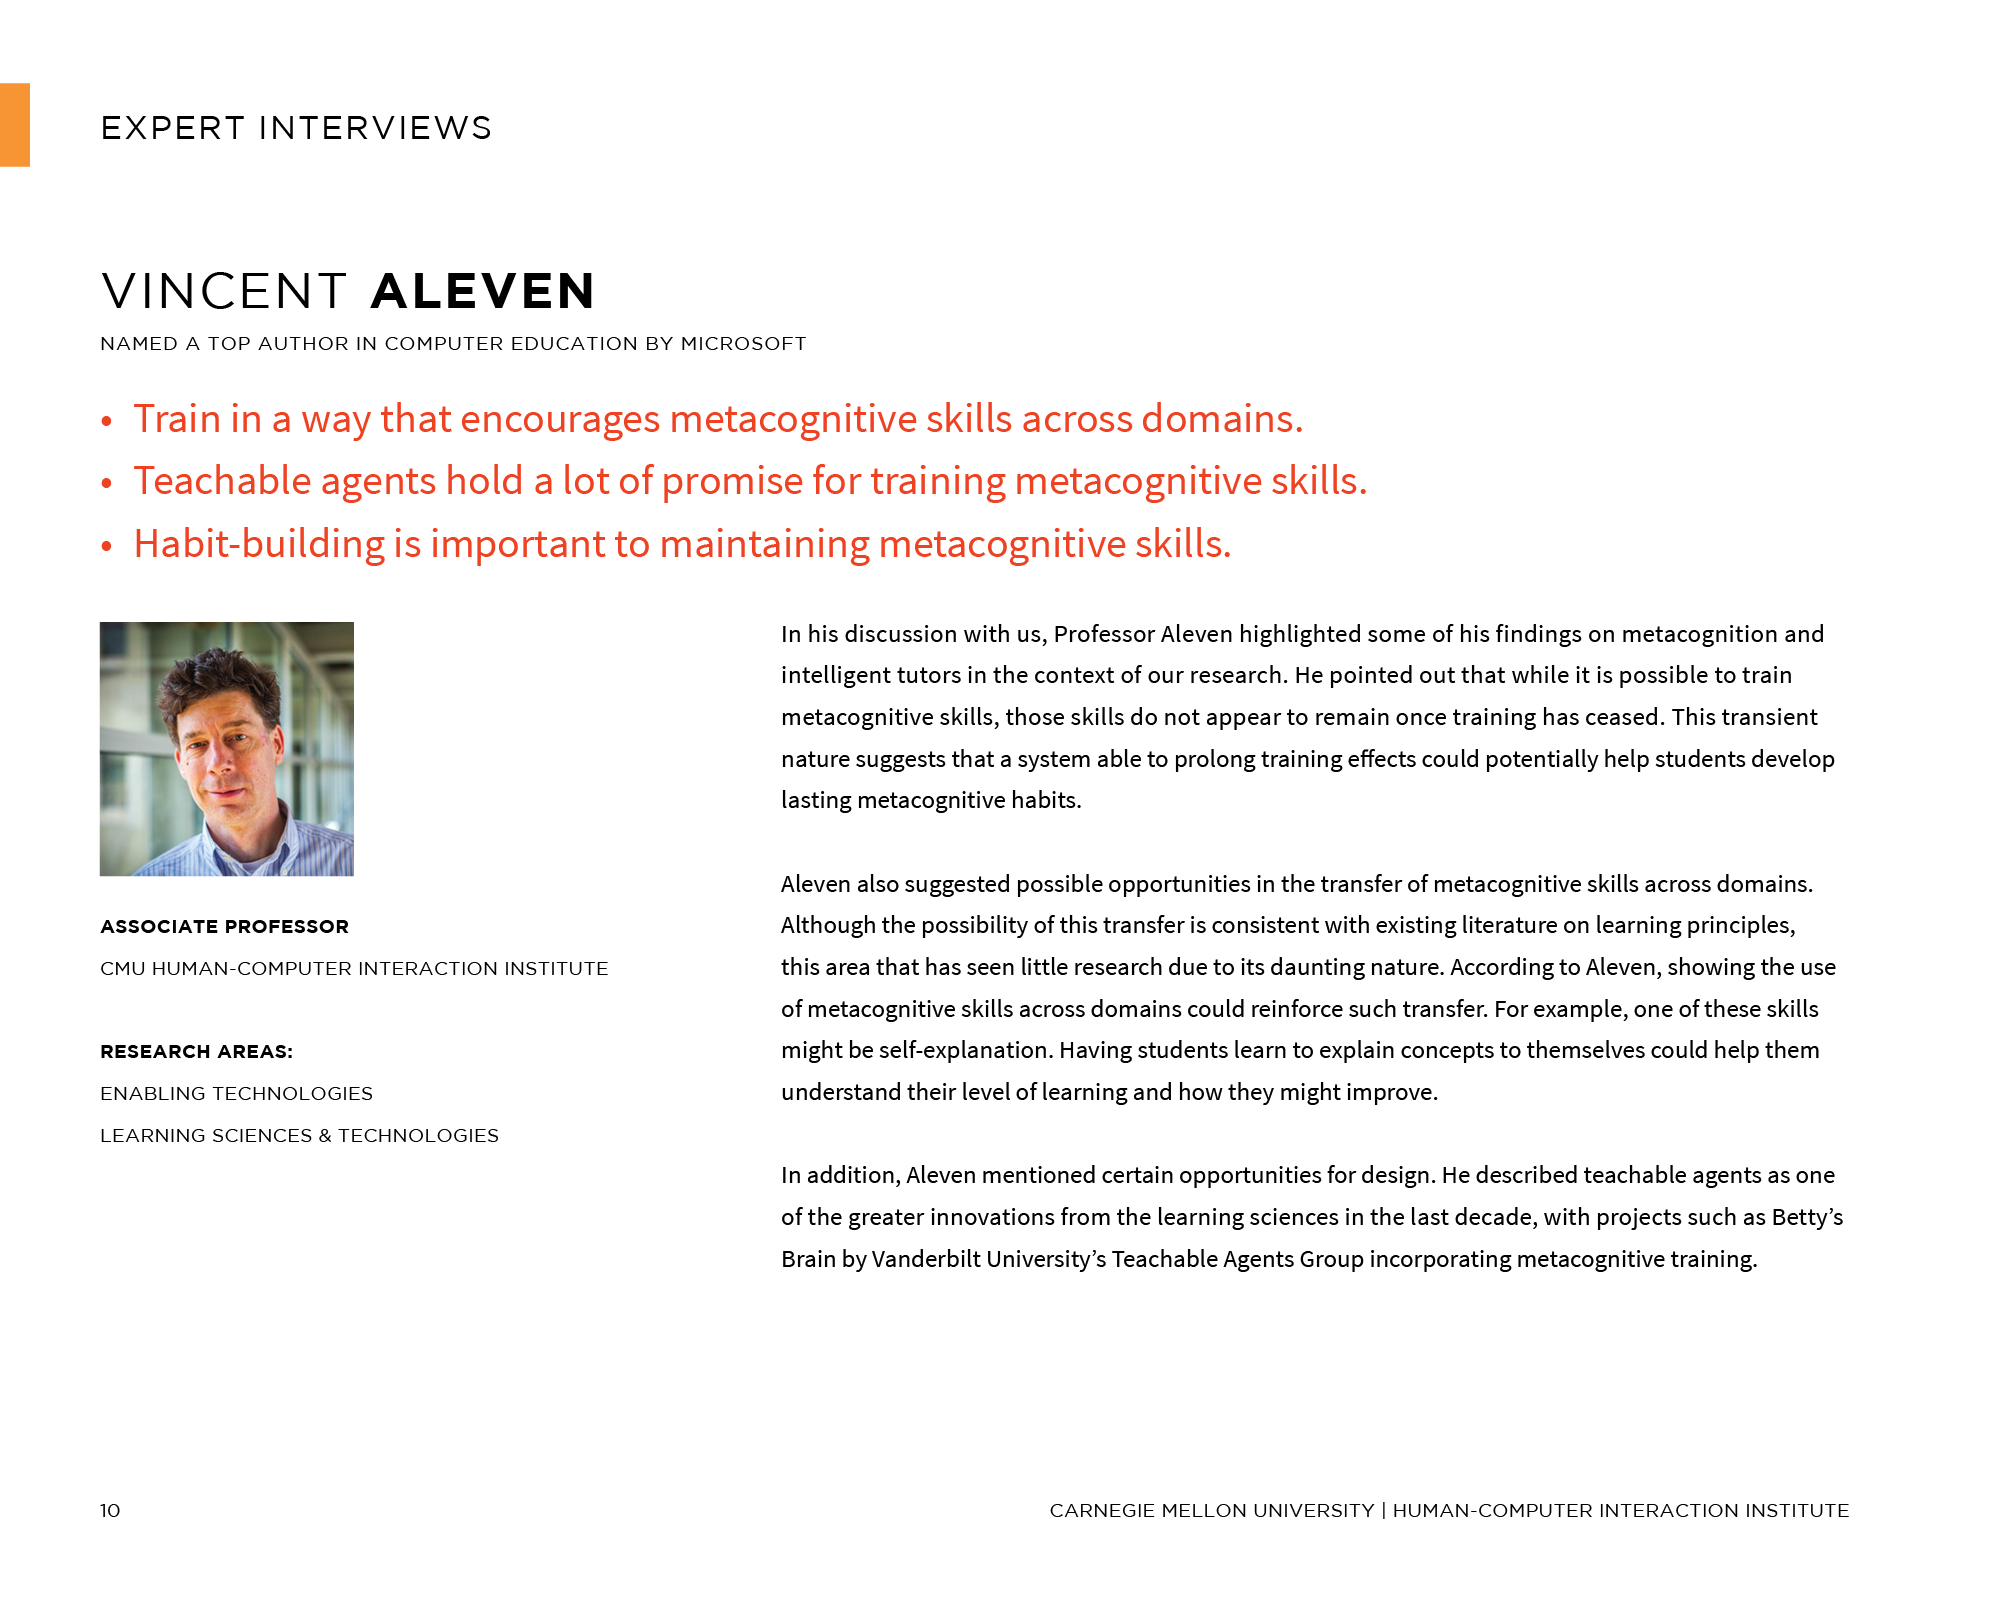 EXPERT INTERVIEWS
VINCENT ALEVEN
NAMED A TOP AUTHOR IN COMPUTER EDUCATION BY MICROSOFT
• Train in a way that encourages metacognitive skills across domains.
• Teachable agents hold a lot of promise for training metacognitive skills.
• Habit-building is important to maintaining metacognitive skills.
ASSOCIATE PROFESSOR
CMU HUMAN-COMPUTER INTERACTION INSTITUTE
RESEARCH AREAS:
ENABLING TECHNOLOGIES
LEARNING SCIENCES & TECHNOLOGIES
In his discussion with us, Professor Aleven highlighted some of his findings on metacognition and
intelligent tutors in the context of our research. He pointed out that while it is possible to train
metacognitive skills, those skills do not appear to remain once training has ceased. This transient
nature suggests that a system able to prolong training effects could potentially help students develop
lasting metacognitive habits.
Aleven also suggested possible opportunities in the transfer of metacognitive skills across domains.
Although the possibility of this transfer is consistent with existing literature on learning principles,
this area that has seen little research due to its daunting nature. According to Aleven, showing the use
of metacognitive skills across domains could reinforce such transfer. For example, one of these skills
might be self-explanation. Having students learn to explain concepts to themselves could help them
understand their level of learning and how they might improve.
In addition, Aleven mentioned certain opportunities for design. He described teachable agents as one
of the greater innovations from the learning sciences in the last decade, with projects such as Betty’s
Brain by Vanderbilt University’s Teachable Agents Group incorporating metacognitive training.
10
CARNEGIE MELLON UNIVERSITY | HUMAN-COMPUTER INTERACTION INSTITUTE